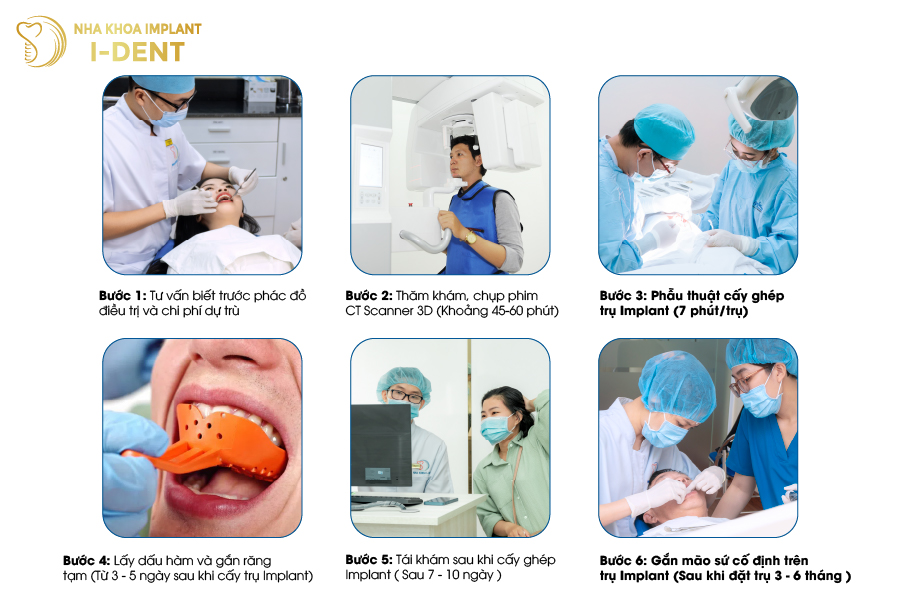 NHA KHOA IMPLANT
I-DENT
Bước 1: Tư vấn biết trước phác đồ
điều trị và chi phí dự trù
Bước 2: Thăm khám, chụp phim
CT Scanner 3D (Khoảng 45-60 phút)
Bước 3: Phẫu thuật cấy ghép
trụ Implant (7 phút/trụ)
Bước 4: Lấy dấu hàm và gắn răng
tạm (Từ 3 - 5 ngày sau khi cấy trụ Implant)
Bước 5: Tái khám sau khi cấy ghép
Implant ( Sau 7 - 10 ngày )
Bước 6: Gắn mão sứ cố định trên
trụ Implant (Sau khi đặt trụ 3 - 6 tháng )